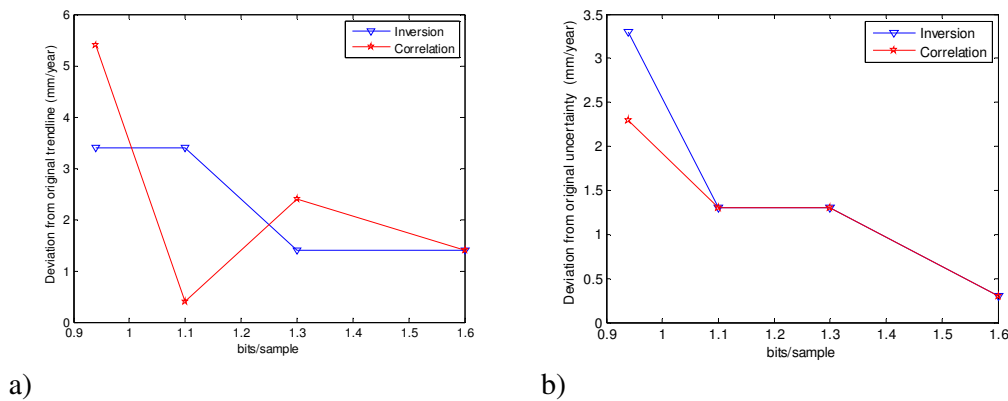 Deviation from original trendline (mm/year)
6
5
4
3
2
1
0
0.9 1 1.1 1.2 1.3 1.4 1.5 1.6
bits/sample
Inversion
Correlation
a)
Deviation from original uncertainty (mm/year)
3.5
3
2.5
2
1.5
1
0.5
0
0.9 1 1.1 1.2 1.3 1.4 1.5 1.6
bits/sample
Inversion
Correlation
b)